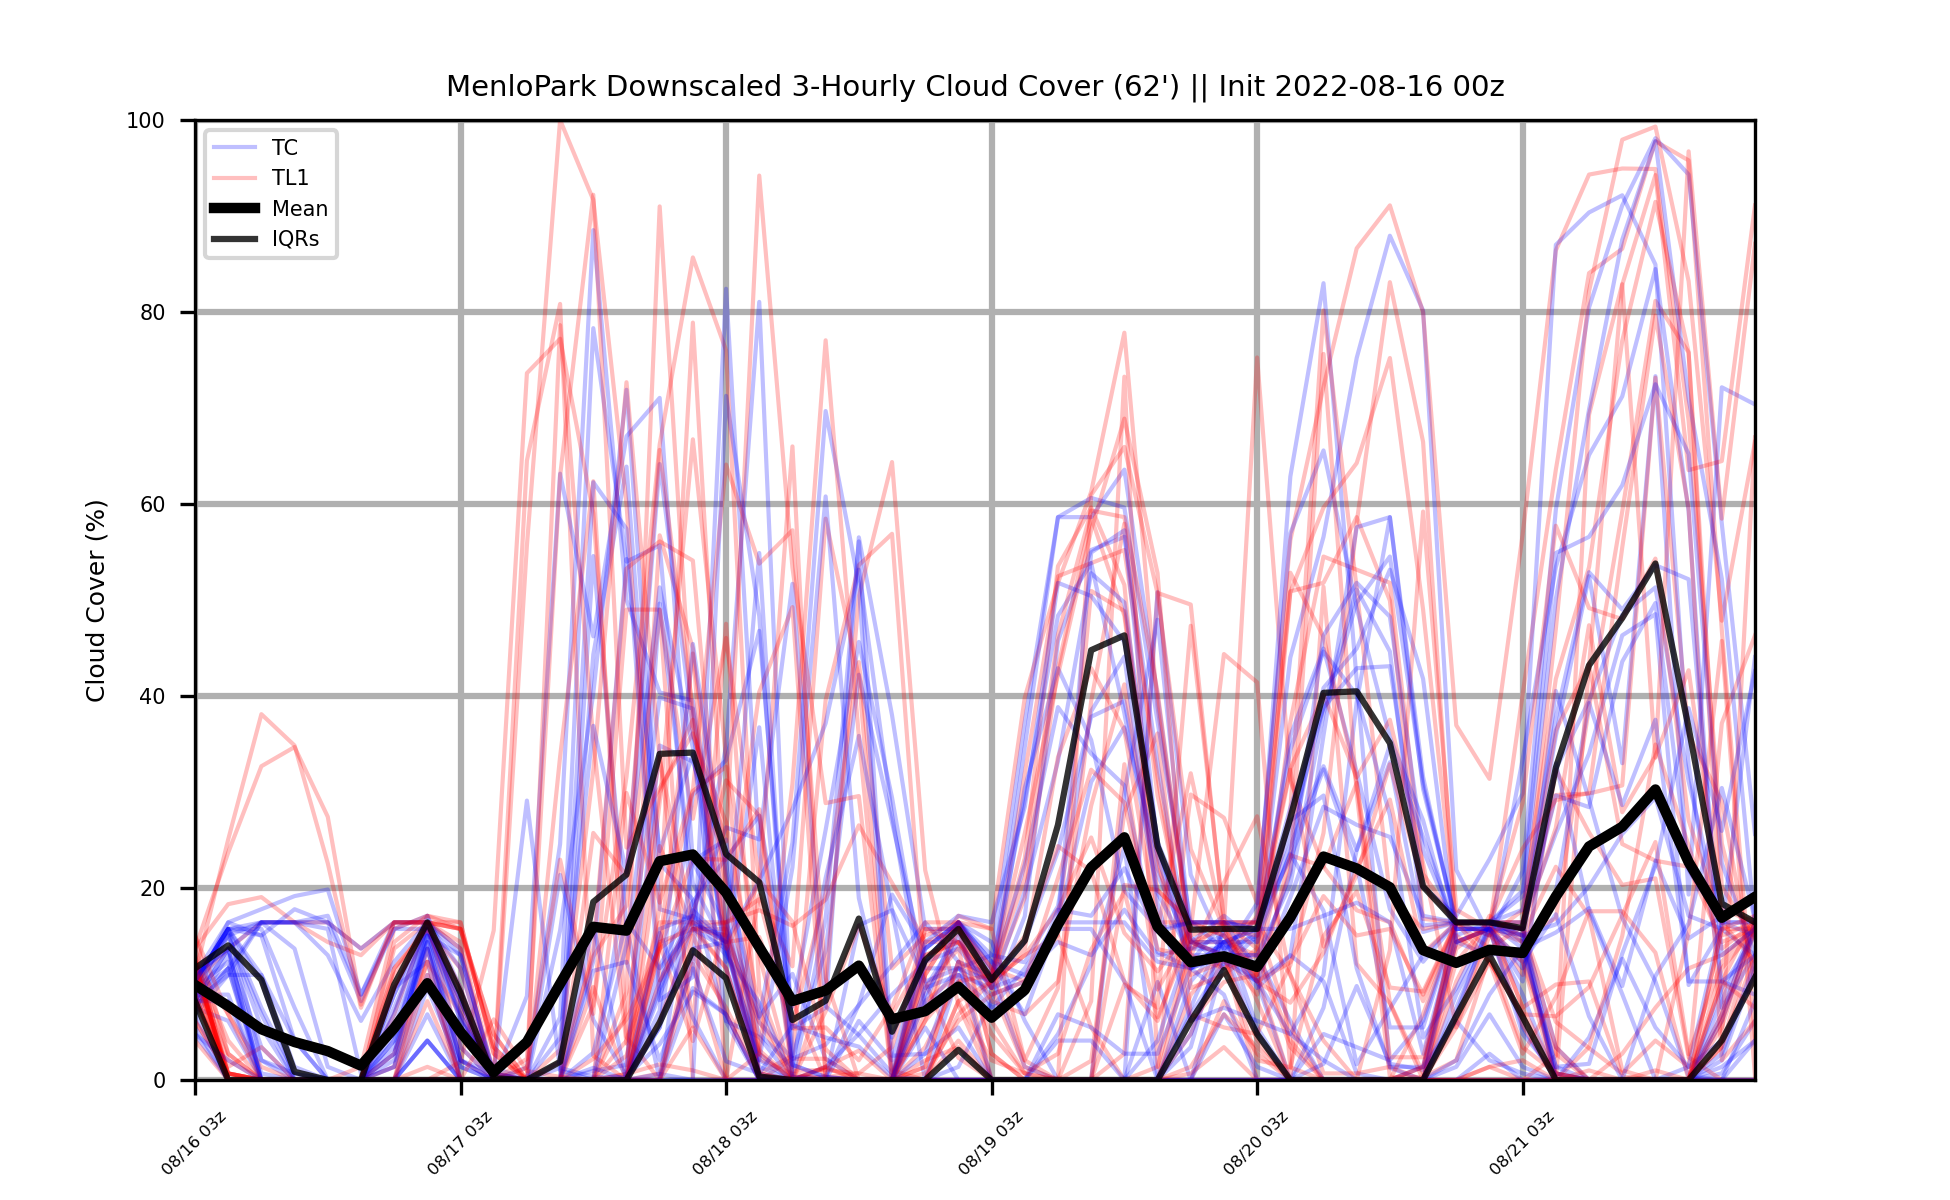 MenloPark Downscaled 3-Hourly Cloud Cover (62') || Init 2022-08-16 00z
100
80
60
40
20
0
Cloud Cover (%)
TC
TL1
Mean
IQRs
08/16 03z
08/17 03z
08/18 03z
08/19 03z
08/20 03z
08/21 03z